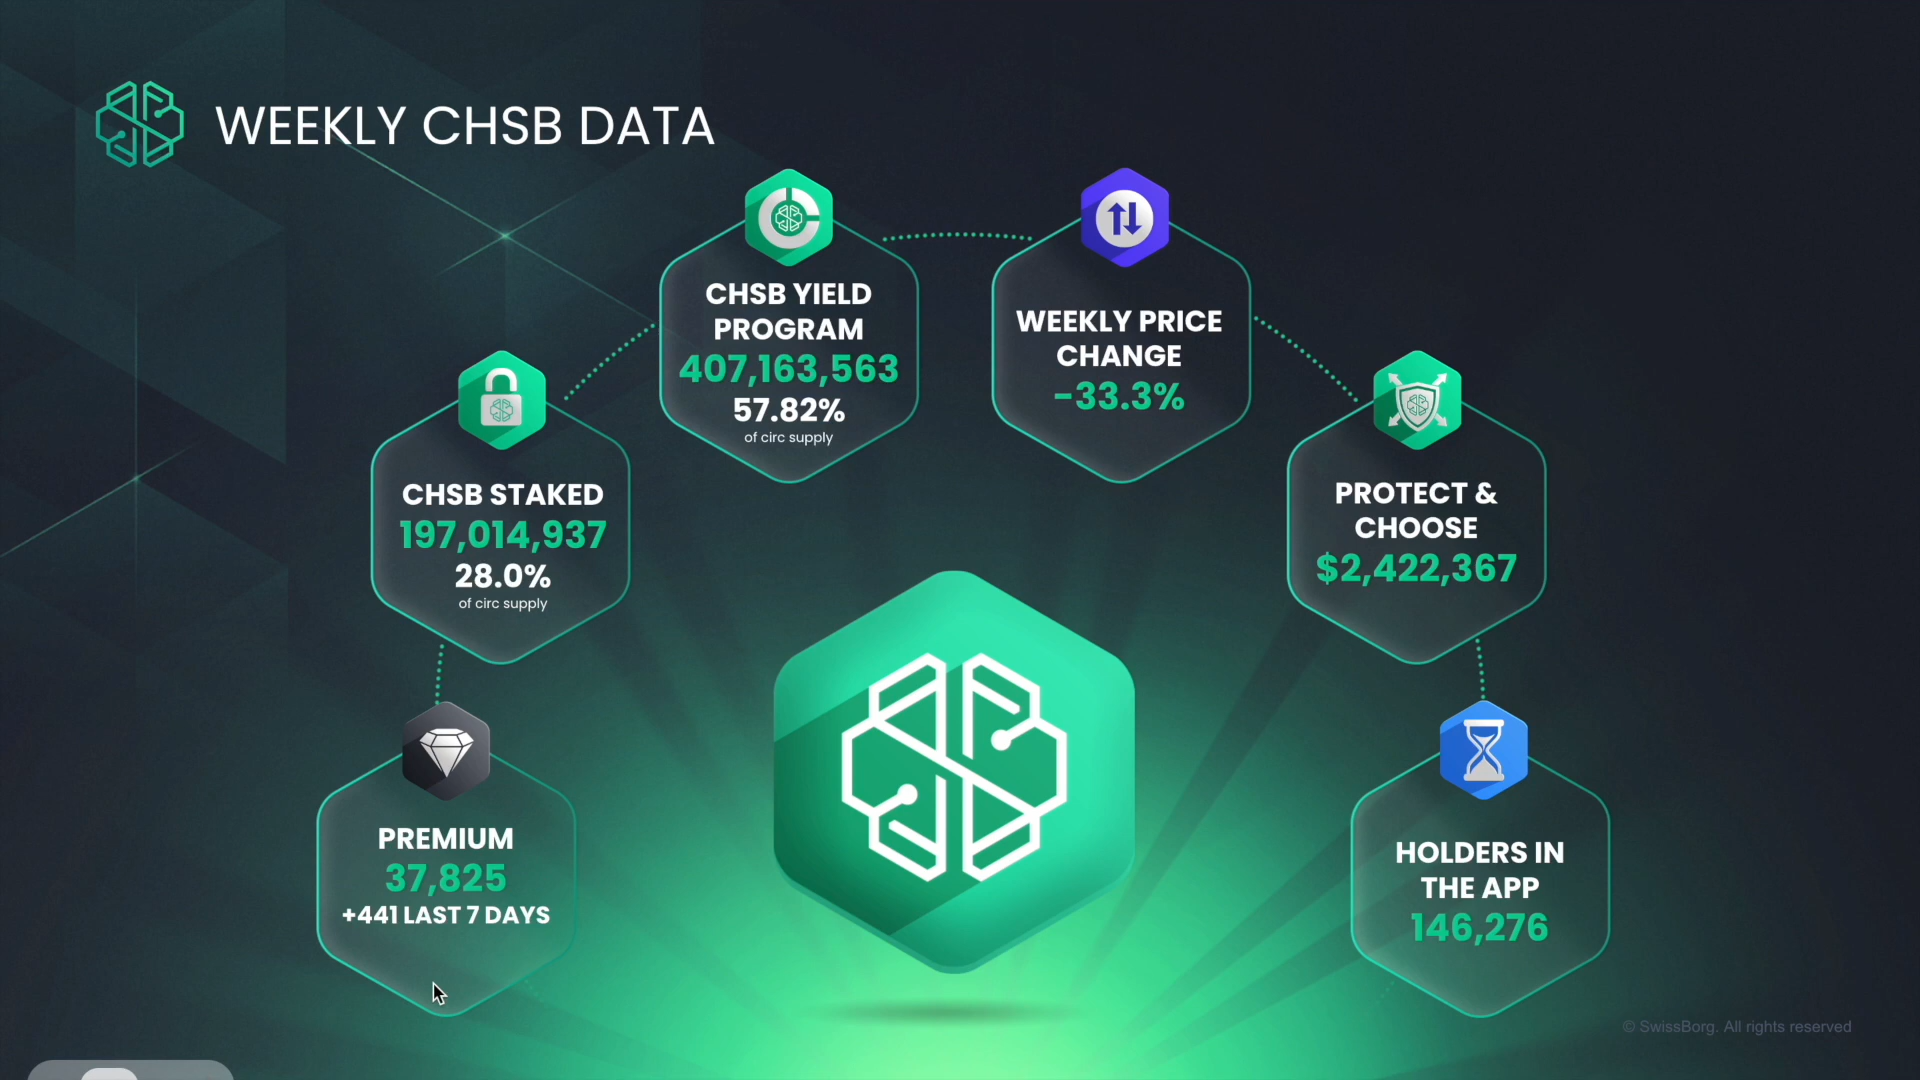 WEEKLY CHSB DATA
CHSB YIELD
PROGRAM
407,163,563
57.82%
of circ supply
WEEKLY PRICE
CHANGE
-33.3%
CHSB STAKED
197,014,937
28.0%
of circ supply
PROTECT &
CHOOSE
$2,422,367
PREMIUM
37,825
+441 LAST 7 DAYS
HOLDERS IN
THE APP
146,276
© SwissBorg. All rights reserved